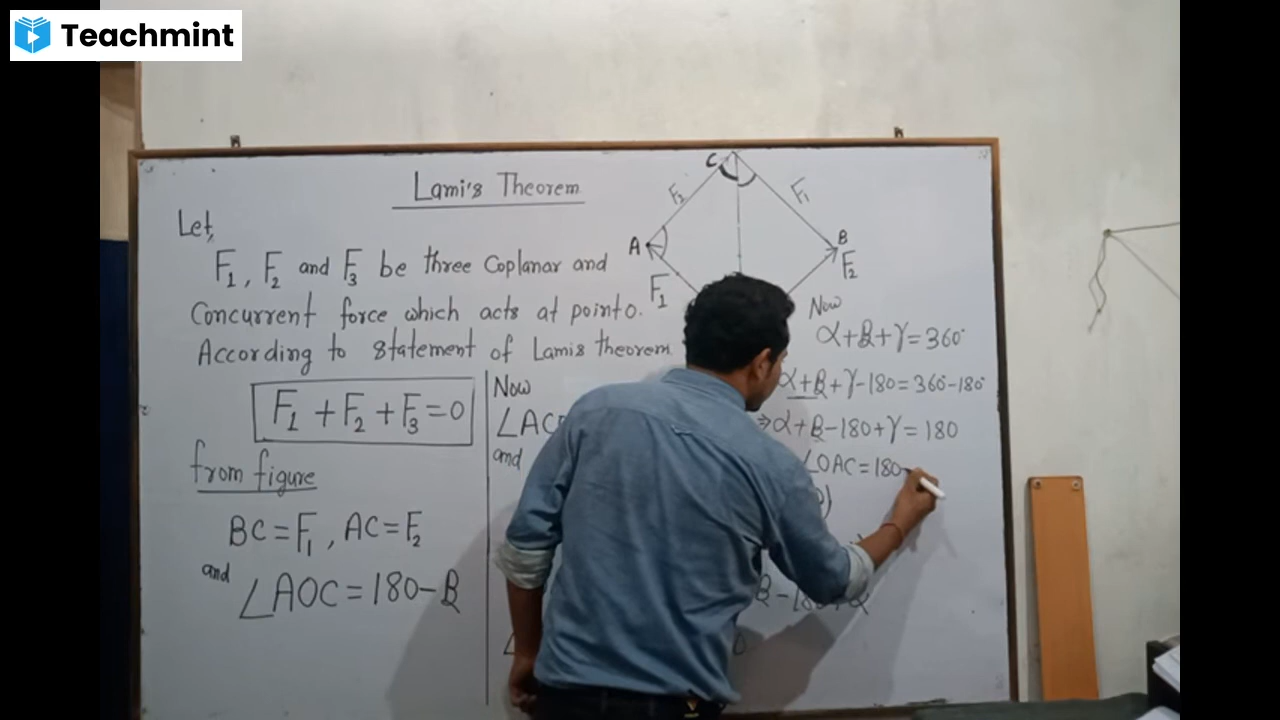 Teachmint
Lami's Theorem
Let,
F1, F2 and F3 be three Coplanar and
Concurrent force which acts at point O.
According to statement of Lamis theorem
F1 + F2 + F3 = 0
from figure
BC = F1, AC = F2
and ∠AOC = 180 - β
Now
∠AC
and
C
F2
F1
A
B
F1
F2
Now
α+β+γ=360°
α+β+γ-180=360°-180°
⇒α+β-180+γ=180
∠OAC=180-